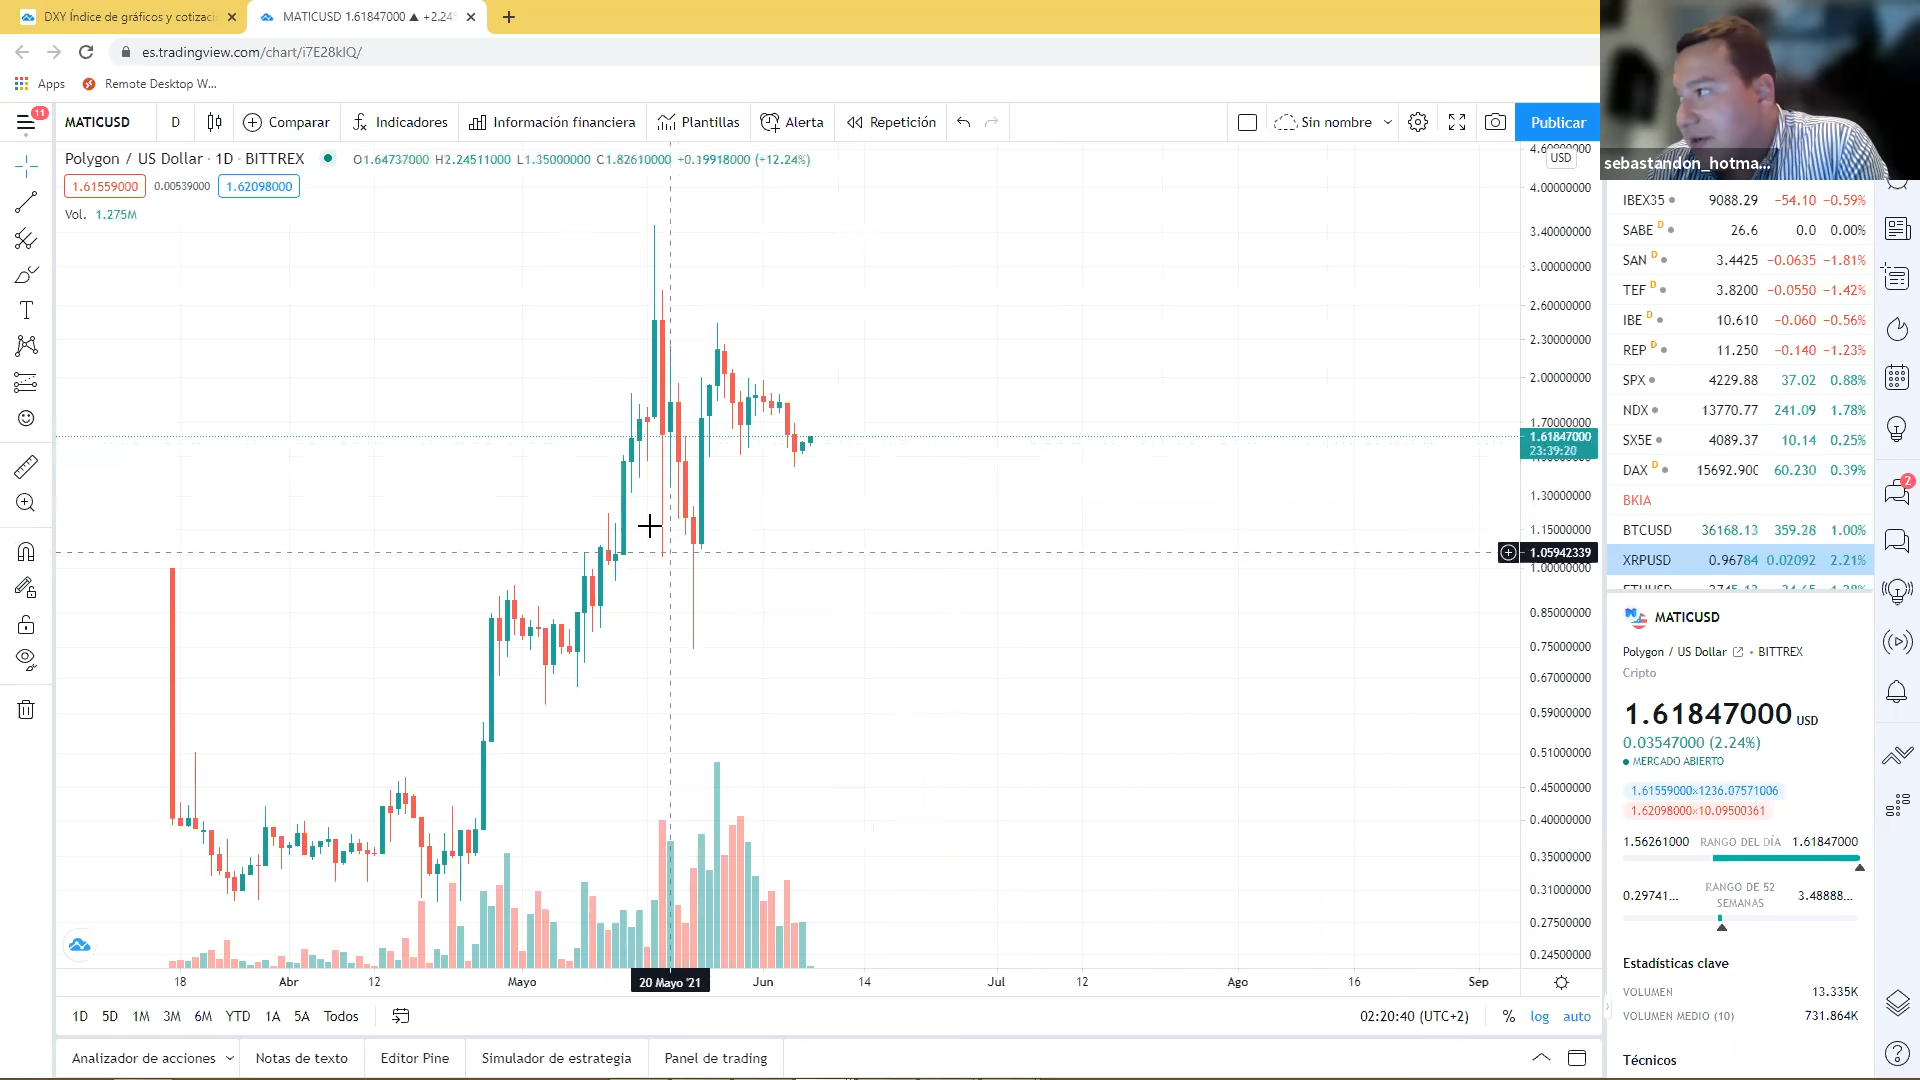 DXY Índice de gráficos y cotizaci
MATICUSD 1.61847000 ▲ +2.24
es.tradingview.com/chart/i7E28kIQ/
Apps
Remote Desktop W...
11
MATICUSD
D
Comparar
Indicadores
Información financiera
Plantillas
Alerta
Repetición
Sin nombre
Publicar
sebastandon_hotma...
Polygon / US Dollar · 1D · BITTREX
O1.64737000 H2.24511000 L1.35000000 C1.82610000 +0.19918000 (+12.24%)
1.61559000
0.00539000
1.62098000
Vol. 1.275M
USD
4.00000000
3.40000000
3.00000000
2.60000000
2.30000000
2.00000000
1.70000000
1.61847000
23:39:20
1.30000000
1.15000000
1.05942339
1.00000000
0.85000000
0.75000000
0.67000000
0.59000000
0.51000000
0.45000000
0.40000000
0.35000000
0.31000000
0.27500000
0.24500000
18
Abr
12
Mayo
20 Mayo '21
Jun
14
Jul
12
Ago
16
Sep
1D
5D
1M
3M
6M
YTD
1A
5A
Todos
02:20:40 (UTC+2)
%
log
auto
Analizador de acciones
Notas de texto
Editor Pine
Simulador de estrategia
Panel de trading
IBEX35 9088.29 −54.10 −0.59%
SABE D 26.6 0.0 0.00%
SAN D 3.4425 −0.0635 −1.81%
TEF D 3.8200 −0.0550 −1.42%
IBE D 10.610 −0.060 −0.56%
REP D 11.250 −0.140 −1.23%
SPX 4229.88 37.02 0.88%
NDX 13770.77 241.09 1.78%
SX5E 4089.37 10.14 0.25%
DAX D 15692.90 60.230 0.39%
BKIA
BTCUSD 36168.13 359.28 1.00%
XRPUSD 0.96784 0.02092 2.21%
2
MATICUSD
Polygon / US Dollar • BITTREX
Cripto
1.61847000 USD
0.03547000 (2.24%)
MERCADO ABIERTO
1.61559000×1236.07571006
1.62098000×10.09500361
1.56261000 RANGO DEL DÍA 1.61847000
0.29741... RANGO DE 52 SEMANAS 3.48888...
Estadísticas clave
VOLUMEN 13.335K
VOLUMEN MEDIO (10) 731.864K
Técnicos